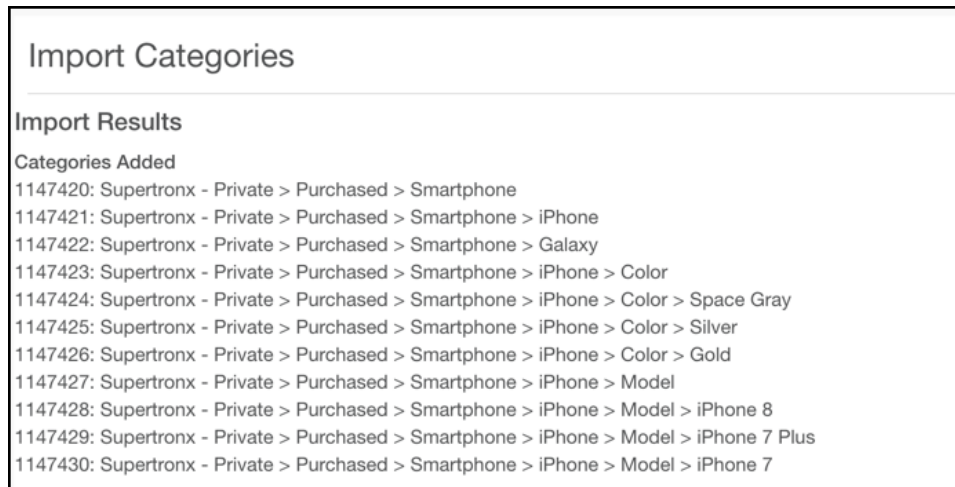 Import Categories
Import Results
Categories Added
1147420: Supertronx - Private > Purchased > Smartphone
1147421: Supertronx - Private > Purchased > Smartphone > iPhone
1147422: Supertronx - Private > Purchased > Smartphone > Galaxy
1147423: Supertronx - Private > Purchased > Smartphone > iPhone > Color
1147424: Supertronx - Private > Purchased > Smartphone > iPhone > Color > Space Gray
1147425: Supertronx - Private > Purchased > Smartphone > iPhone > Color > Silver
1147426: Supertronx - Private > Purchased > Smartphone > iPhone > Color > Gold
1147427: Supertronx - Private > Purchased > Smartphone > iPhone > Model
1147428: Supertronx - Private > Purchased > Smartphone > iPhone > Model > iPhone 8
1147429: Supertronx - Private > Purchased > Smartphone > iPhone > Model > iPhone 7 Plus
1147430: Supertronx - Private > Purchased > Smartphone > iPhone > Model > iPhone 7